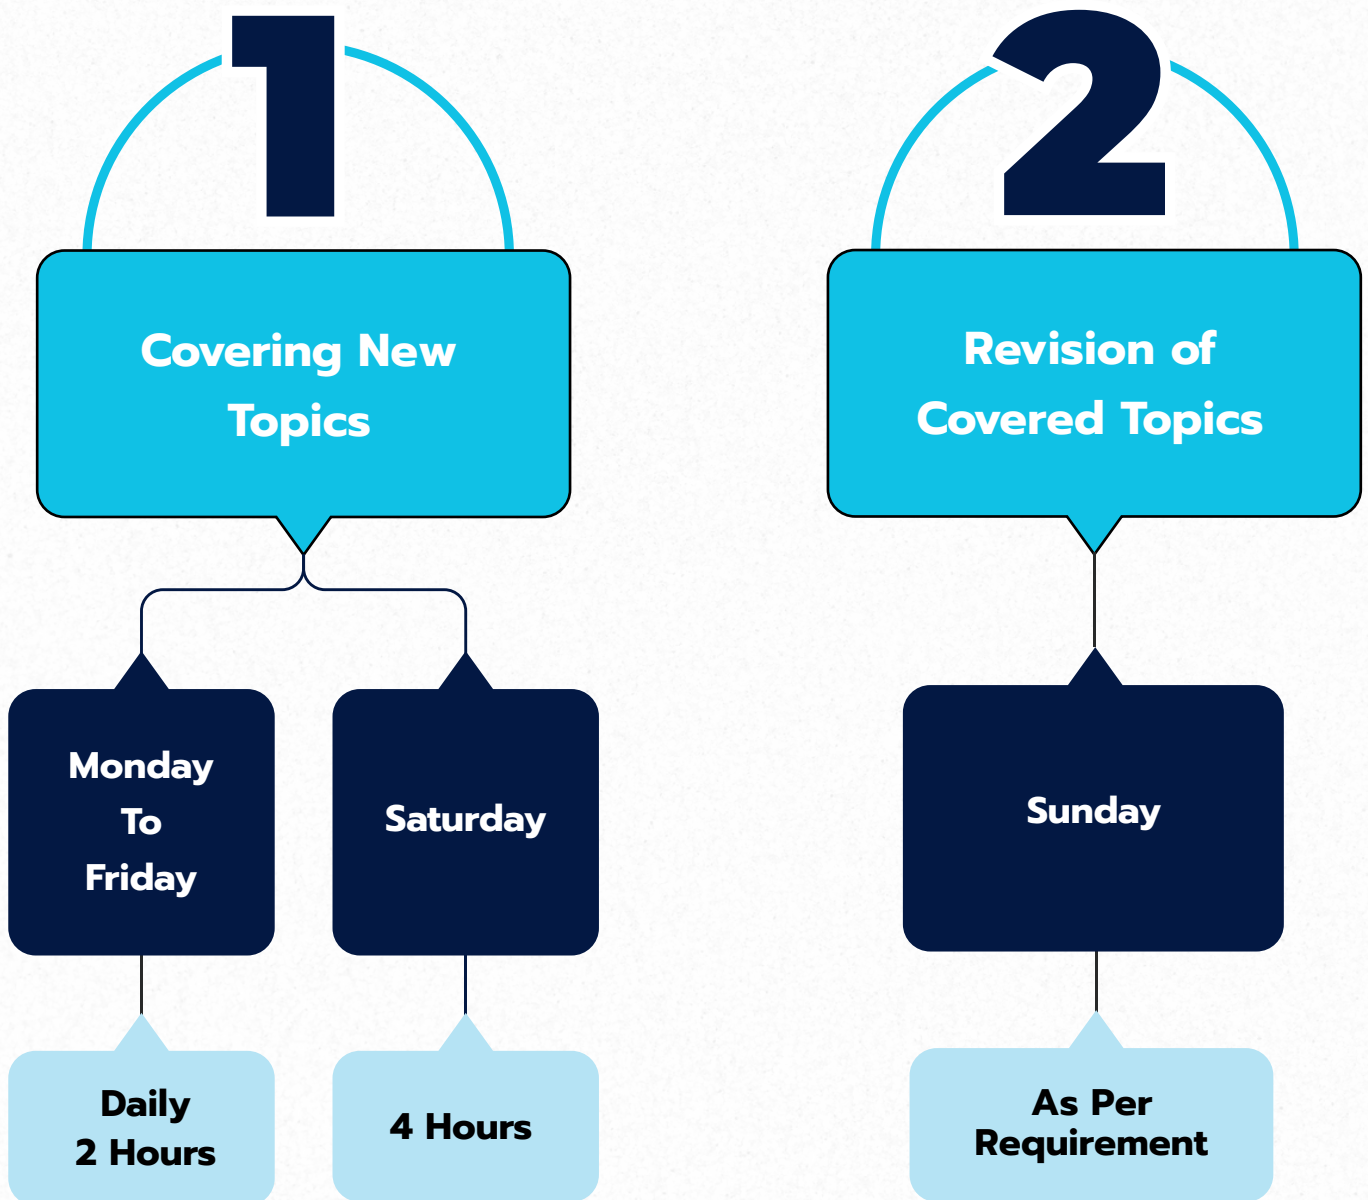 1
Covering New
Topics
Monday
To
Friday
Daily
2 Hours
Saturday
4 Hours
2
Revision of
Covered Topics
Sunday
As Per
Requirement